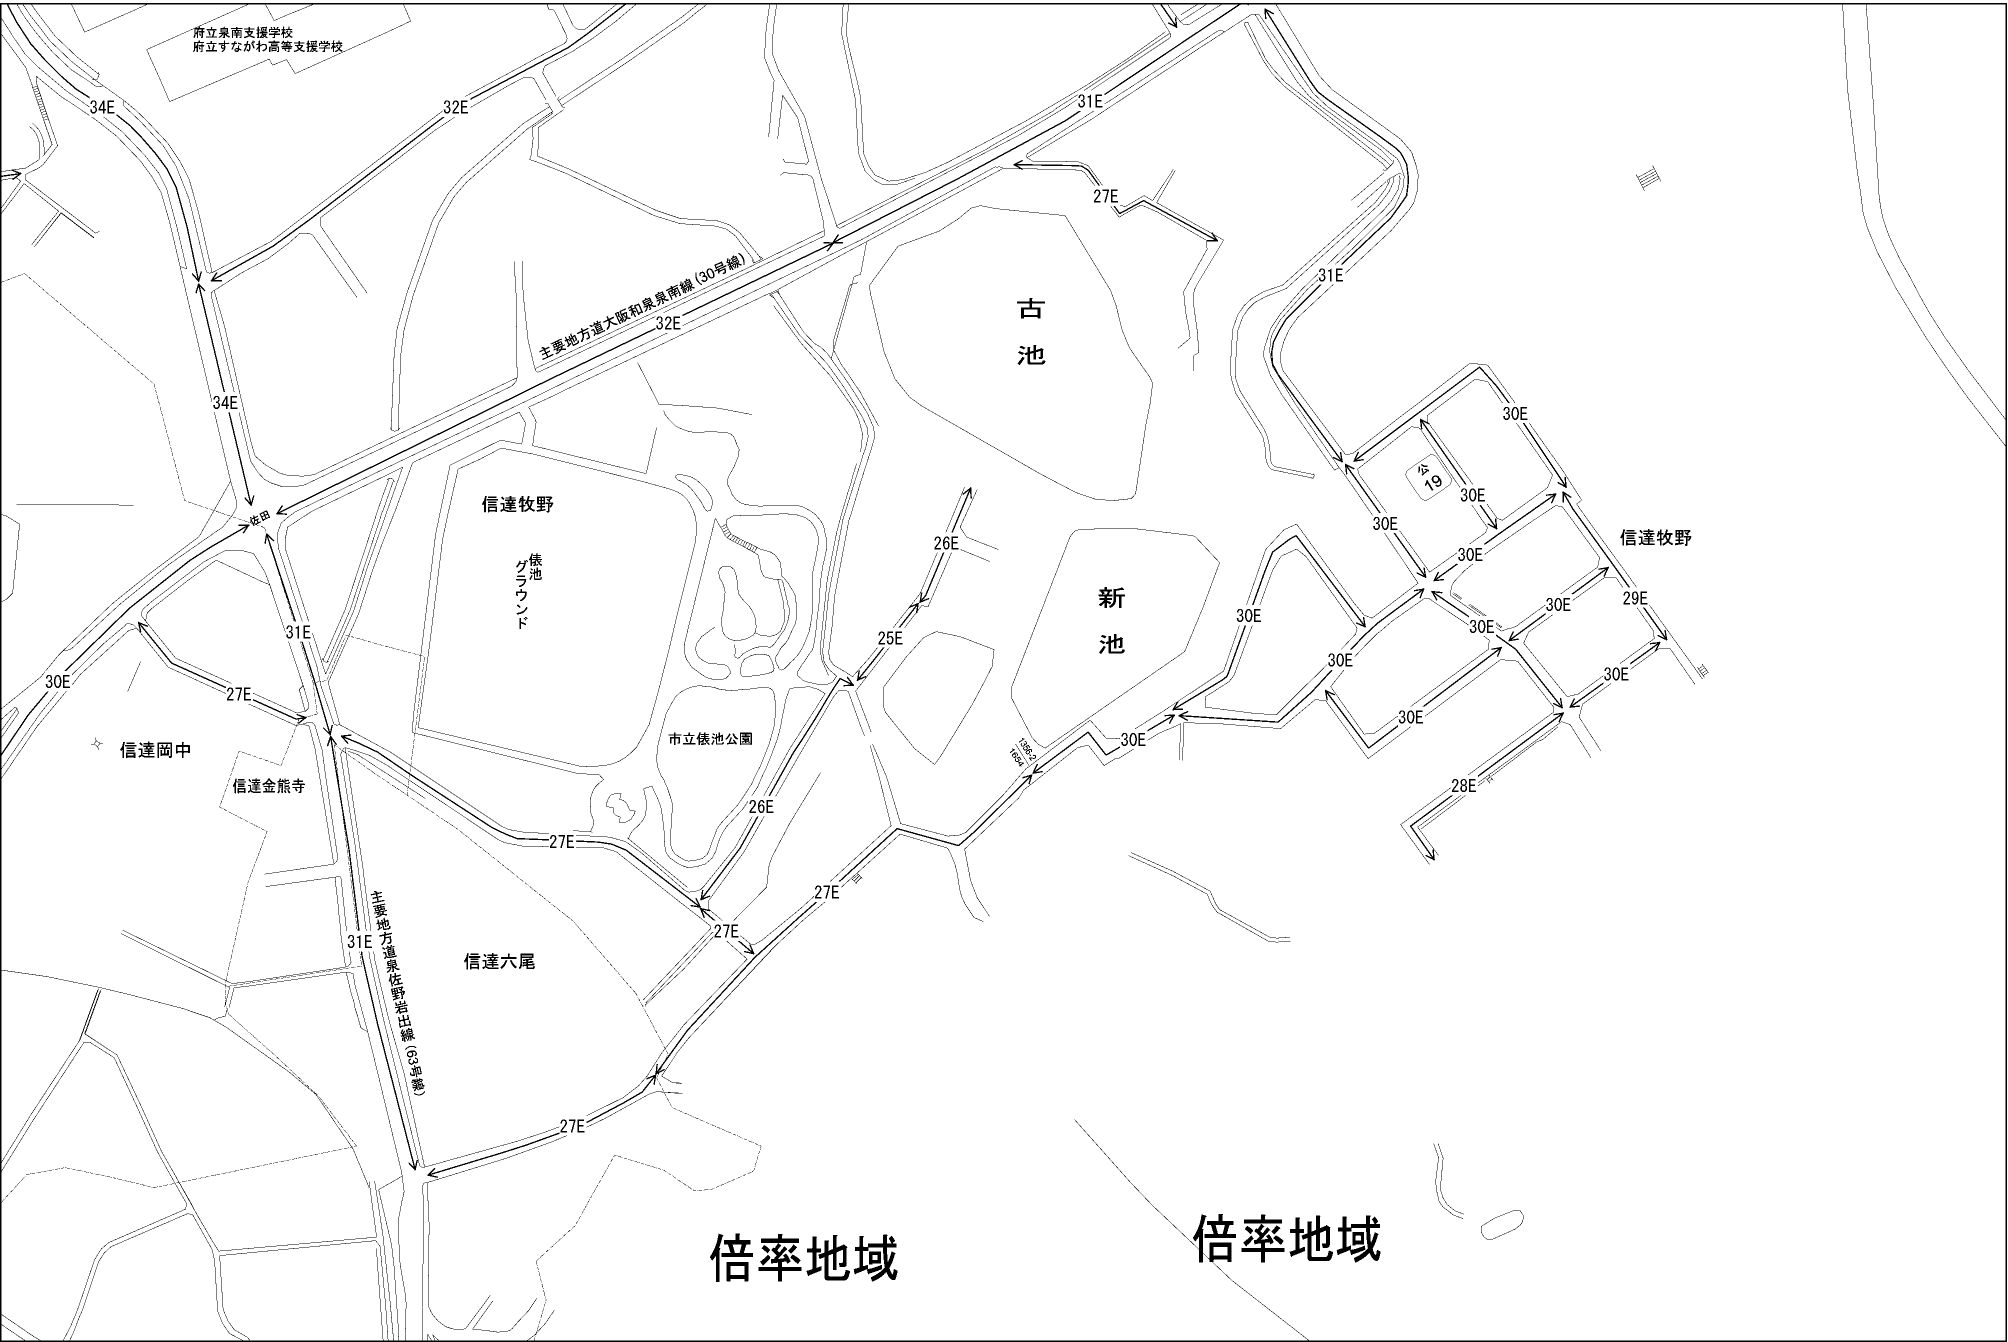 府立泉南支援学校
府立すながわ高等支援学校
34E
32E
31E
27E
31E
主要地方道大阪和泉泉南線(30号線)
32E
古池
34E
30E
公
19
30E
信達牧野
30E
佐田
俵池
グラウンド
26E
30E
信達牧野
新池
30E
29E
31E
25E
30E
30E
30E
30E
27E
30E
30E
信達岡中
市立俵池公園
1356-2
1654
30E
信達金熊寺
26E
28E
27E
27E
主要地方道泉佐野岩出線(63号線)
31E
27E
信達六尾
27E
倍率地域
倍率地域